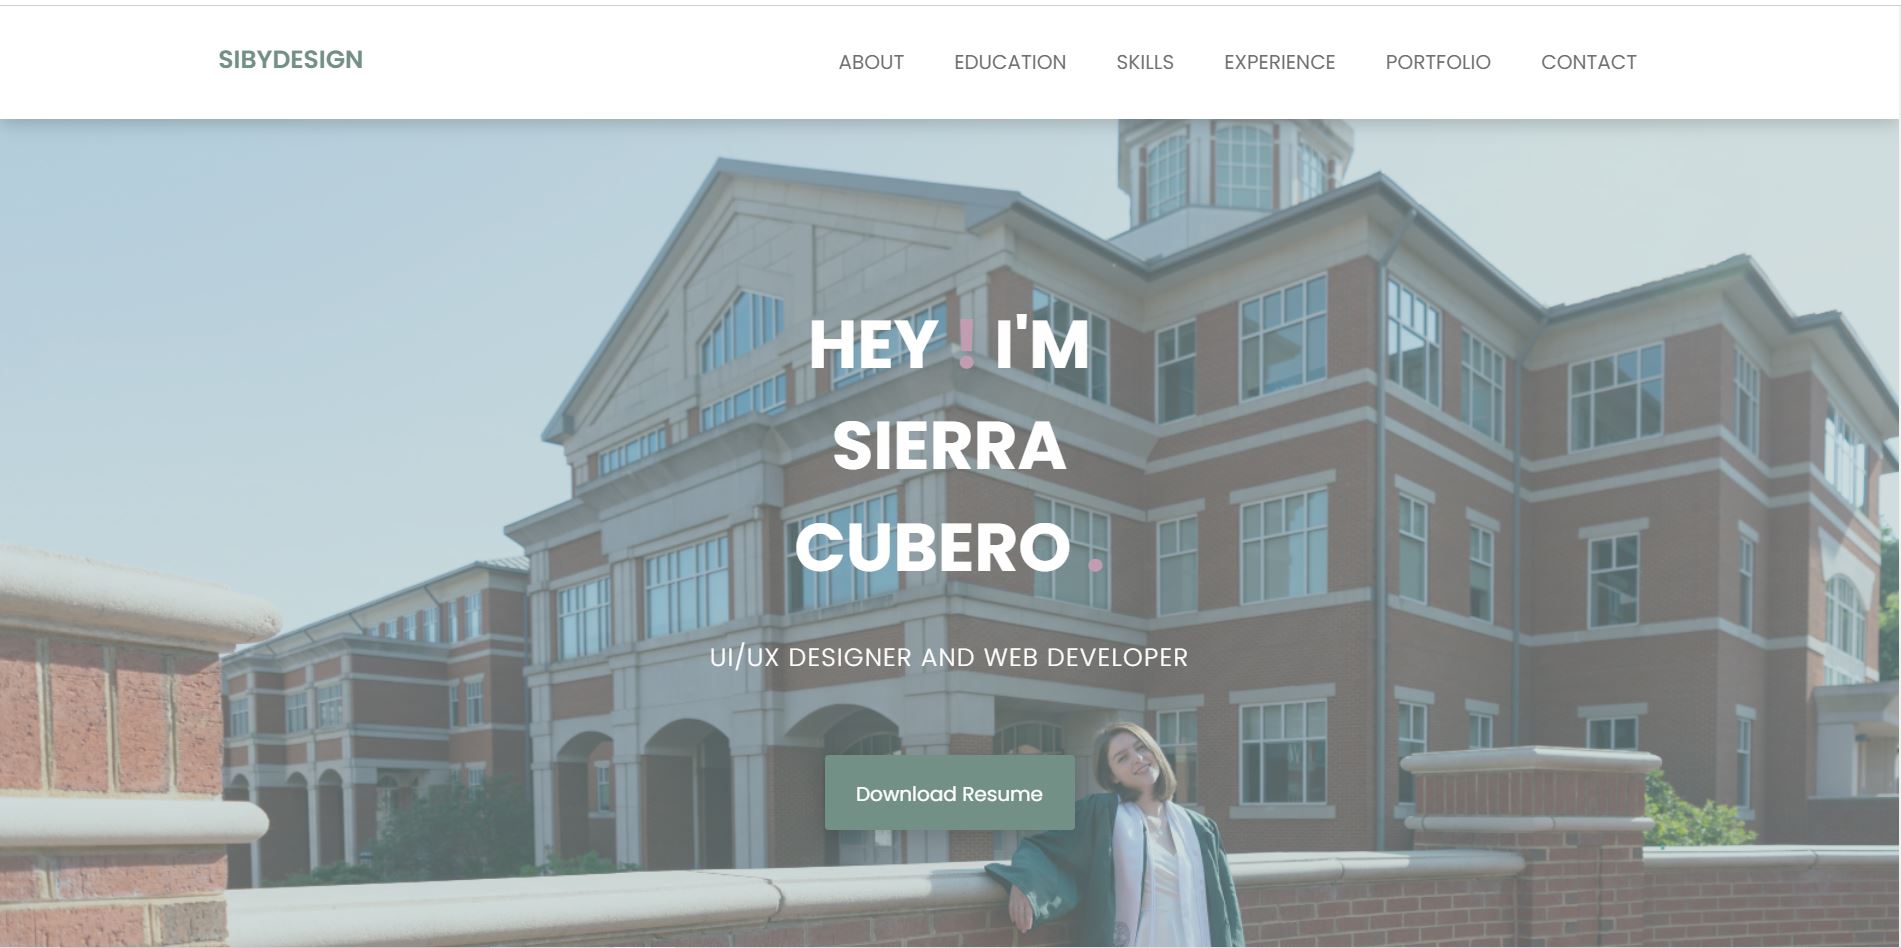 SIBYDESIGN
ABOUT EDUCATION SKILLS EXPERIENCE PORTFOLIO CONTACT
HEY ! I'M
SIERRA
CUBERO .
UI/UX DESIGNER AND WEB DEVELOPER
Download Resume